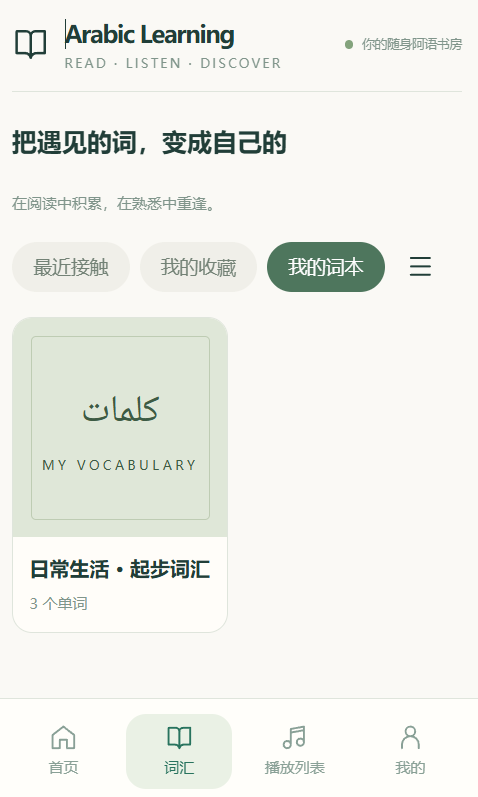 Arabic Learning
READ · LISTEN · DISCOVER
你的随身阿语书房
把遇见的词，变成自己的
在阅读中积累，在熟悉中重逢。
最近接触 我的收藏 我的词本
كلمات
MY VOCABULARY
日常生活 · 起步词汇
3 个单词
首页 词汇 播放列表 我的